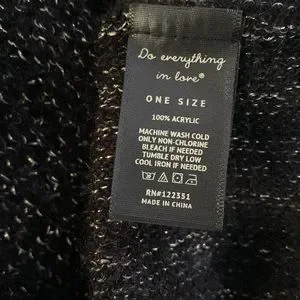 Do everything
in love®
ONE SIZE
100% ACRYLIC
MACHINE WASH COLD
ONLY NON-CHLORINE
BLEACH IF NEEDED
TUMBLE DRY LOW
COOL IRON IF NEEDED
RN#122351
MADE IN CHINA